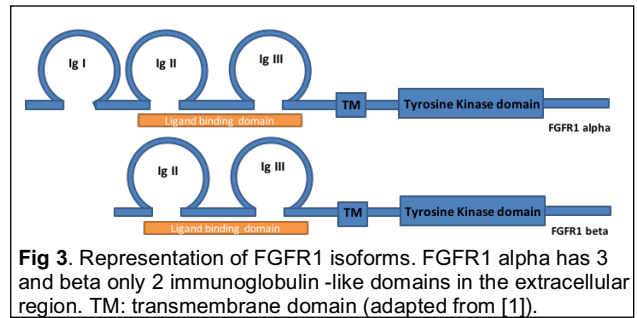 Ig I
Ig II
Ig III
TM
Tyrosine Kinase domain
Ligand binding domain
FGFR1 alpha
Ig II
Ig III
TM
Tyrosine Kinase domain
Ligand binding domain
FGFR1 beta
Fig 3. Representation of FGFR1 isoforms. FGFR1 alpha has 3
and beta only 2 immunoglobulin -like domains in the extracellular
region. TM: transmembrane domain (adapted from [1]).